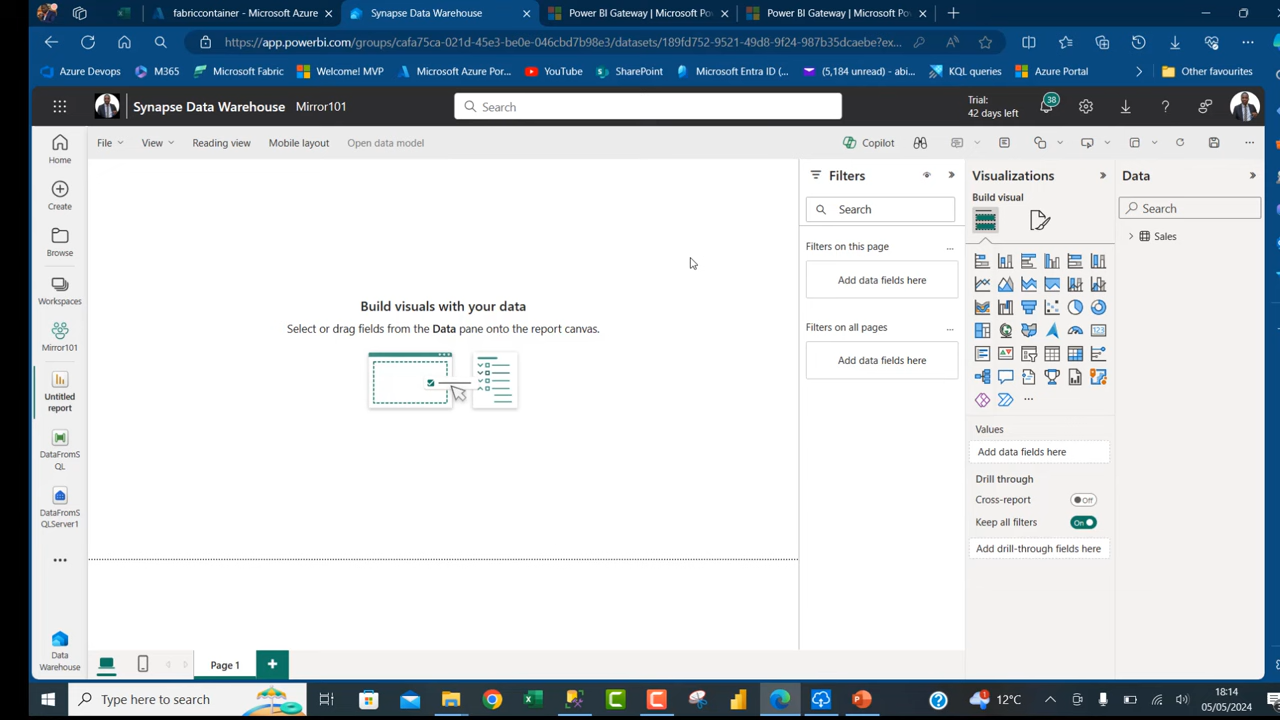 fabriccontainer - Microsoft Azure
Synapse Data Warehouse
Power BI Gateway | Microsoft Po
Power BI Gateway | Microsoft Po
https://app.powerbi.com/groups/cafa75ca-021d-45e3-be0e-046cbd7b98e3/datasets/189fd752-9521-49d8-9f24-987b35dcaebe?ex...
Azure Devops
M365
Microsoft Fabric
Welcome! MVP
Microsoft Azure Por...
YouTube
SharePoint
Microsoft Entra ID (...
(5,184 unread) - abi...
KQL queries
Azure Portal
Other favourites
Synapse Data Warehouse
Mirror101
Search
Trial:
42 days left
38
File
View
Reading view
Mobile layout
Open data model
Copilot
Home
Create
Browse
Workspaces
Mirror101
Untitled
report
DataFromS
QL
DataFromS
QLServer1
Data
Warehouse
Build visuals with your data
Select or drag fields from the Data pane onto the report canvas.
Filters
Search
Filters on this page
Add data fields here
Filters on all pages
Add data fields here
Visualizations
Build visual
123
Values
Add data fields here
Drill through
Cross-report
Off
Keep all filters
On
Add drill-through fields here
Data
Search
Sales
Page 1
Type here to search
1
12°C
18:14
05/05/2024